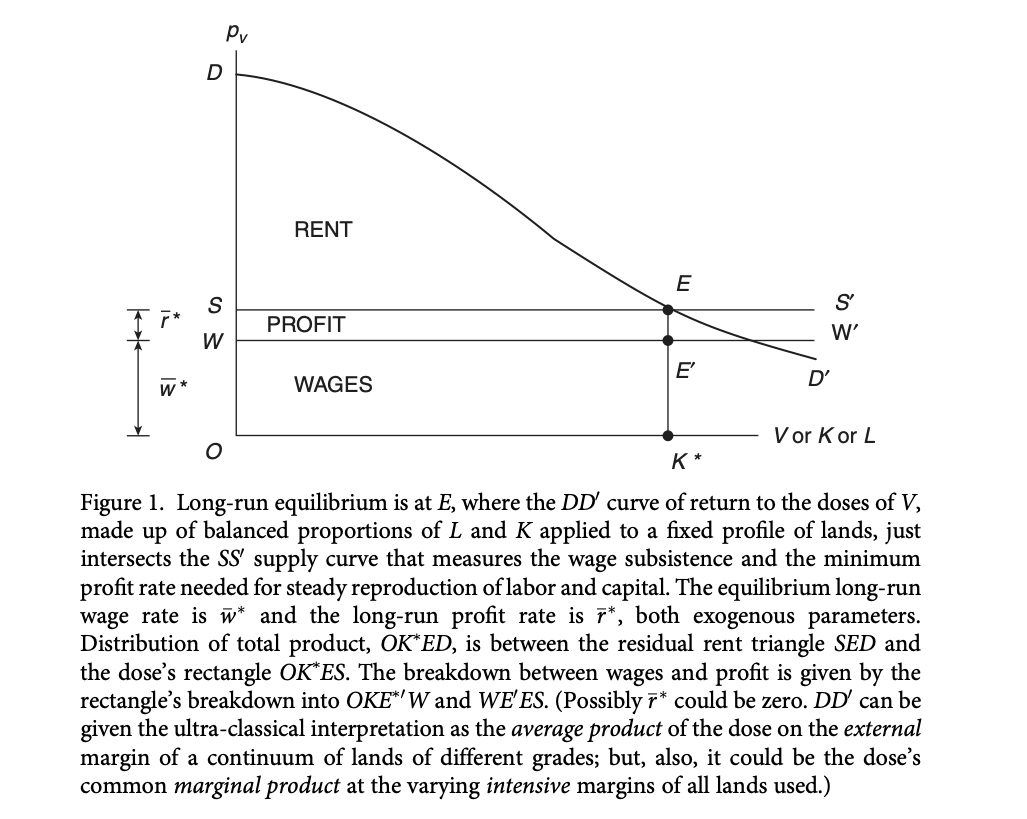 pv
D
RENT
E
S
S′
r̄*
PROFIT
W
W′
E′
w̄*
WAGES
D′
V or K or L
O
K*
Figure 1. Long-run equilibrium is at E, where the DD′ curve of return to the doses of V,
made up of balanced proportions of L and K applied to a fixed profile of lands, just
intersects the SS′ supply curve that measures the wage subsistence and the minimum
profit rate needed for steady reproduction of labor and capital. The equilibrium long-run
wage rate is w̄* and the long-run profit rate is r̄*, both exogenous parameters.
Distribution of total product, OK*ED, is between the residual rent triangle SED and
the dose’s rectangle OK*ES. The breakdown between wages and profit is given by the
rectangle’s breakdown into OKE*′W and WE′ES. (Possibly r̄* could be zero. DD′ can be
given the ultra-classical interpretation as the average product of the dose on the external
margin of a continuum of lands of different grades; but, also, it could be the dose’s
common marginal product at the varying intensive margins of all lands used.)